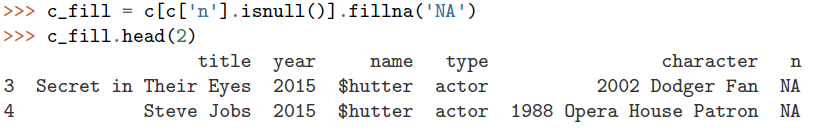 >>> c_fill = c[c['n'].isnull()].fillna('NA')
>>> c_fill.head(2)
title year name type character n
3 Secret in Their Eyes 2015 $hutter actor 2002 Dodger Fan NA
4 Steve Jobs 2015 $hutter actor 1988 Opera House Patron NA